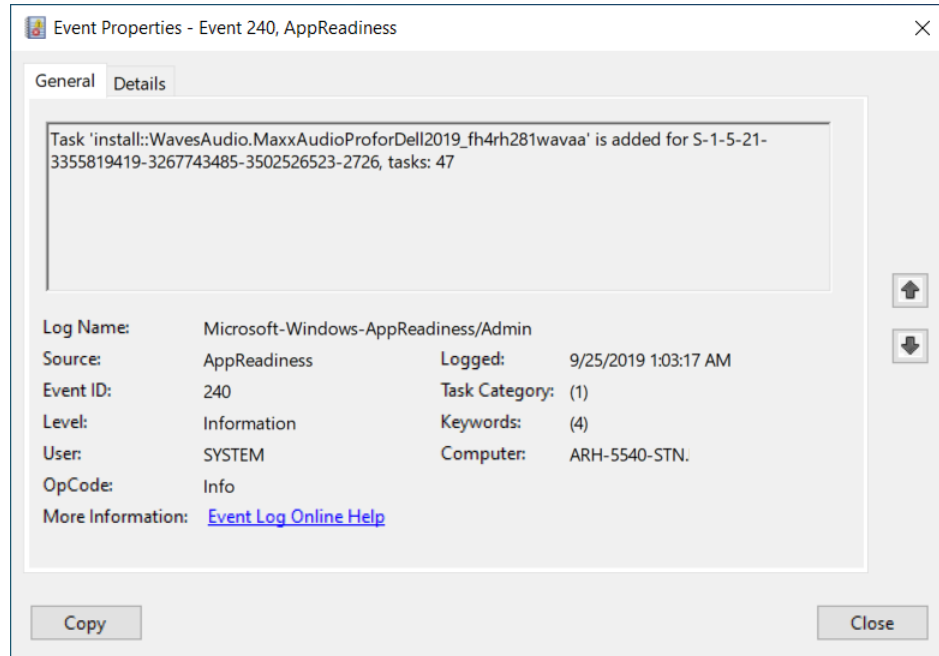 Event Properties - Event 240, AppReadiness
General Details
Task 'install::WavesAudio.MaxxAudioProforDell2019_fh4rh281wavaa' is added for S-1-5-21-
3355819419-3267743485-3502526523-2726, tasks: 47
Log Name: Microsoft-Windows-AppReadiness/Admin
Source: AppReadiness Logged: 9/25/2019 1:03:17 AM
Event ID: 240 Task Category: (1)
Level: Information Keywords: (4)
User: SYSTEM Computer: ARH-5540-STN.
OpCode: Info
More Information: Event Log Online Help
Copy Close